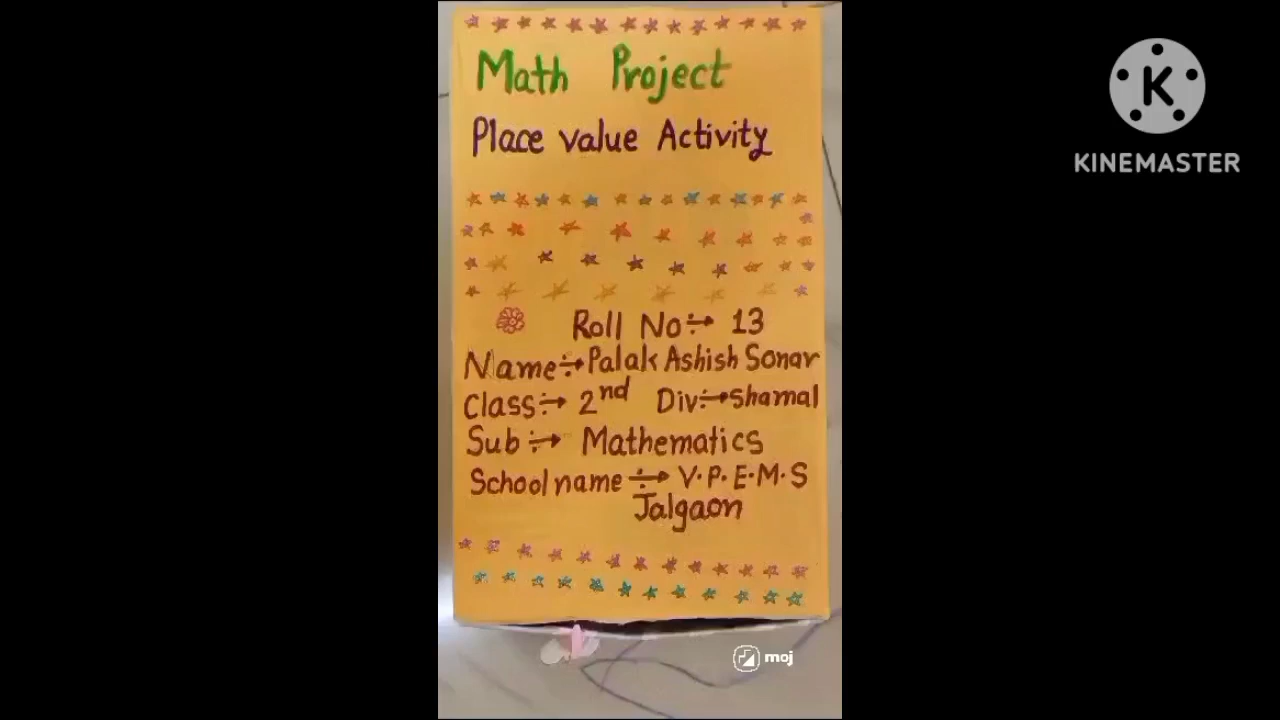 Math Project
Place value Activity
Roll No:→ 13
Name:→ Palak Ashish Sonar
Class:→ 2nd Div:→ Shamal
Sub:→ Mathematics
School name:→ V.P.E.M.S
Jalgaon
moj
K
KINEMASTER